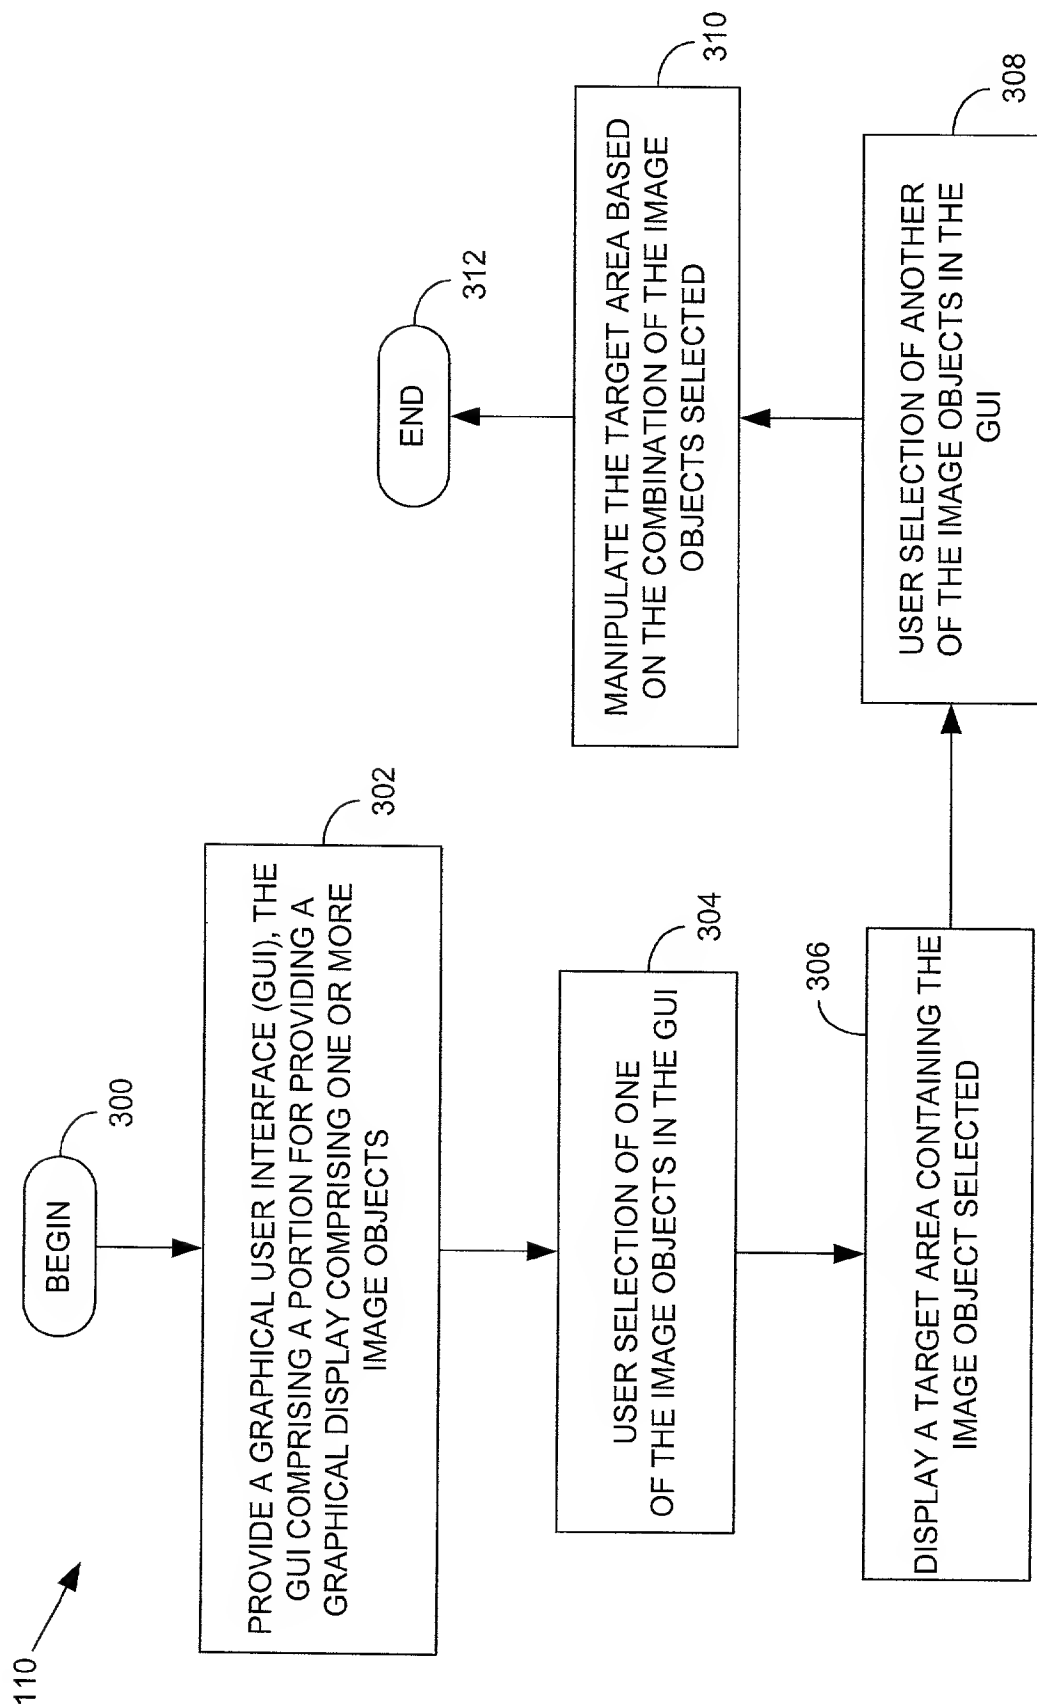 110
BEGIN
300
PROVIDE A GRAPHICAL USER INTERFACE (GUI), THE
GUI COMPRISING A PORTION FOR PROVIDING A
GRAPHICAL DISPLAY COMPRISING ONE OR MORE
IMAGE OBJECTS
302
USER SELECTION OF ONE
OF THE IMAGE OBJECTS IN THE GUI
304
DISPLAY A TARGET AREA CONTAINING THE
IMAGE OBJECT SELECTED
306
USER SELECTION OF ANOTHER
OF THE IMAGE OBJECTS IN THE
GUI
308
MANIPULATE THE TARGET AREA BASED
ON THE COMBINATION OF THE IMAGE
OBJECTS SELECTED
310
END
312